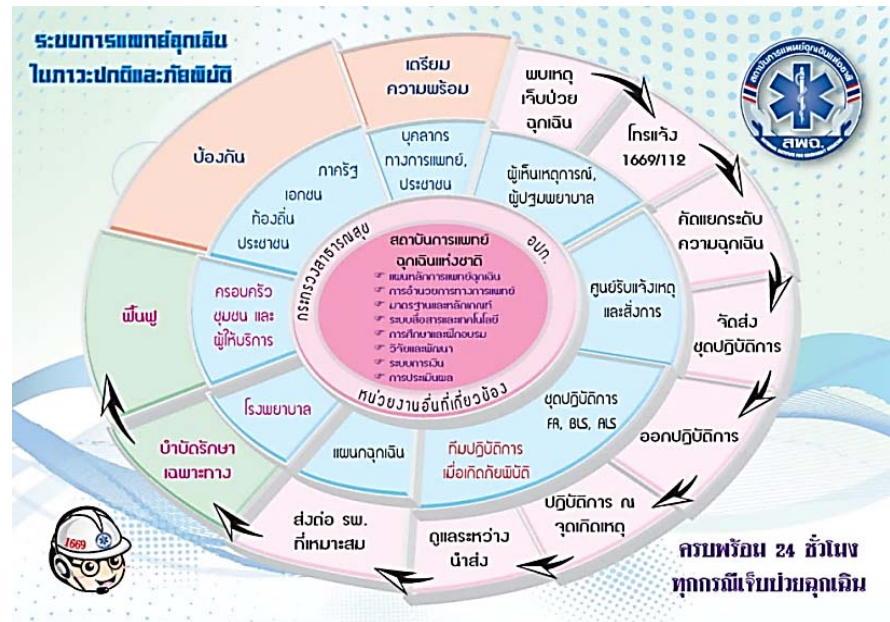 ระบบการแพทย์ฉุกเฉิน
ในภาวะปกติและภัยพิบัติ
สถาบันการแพทย์ฉุกเฉินแห่งชาติ
สพฉ.
ป้องกัน
เตรียม
ความพร้อม
พบเหตุ
เจ็บป่วย
ฉุกเฉิน
โทรแจ้ง
1669/112
คัดแยกระดับ
ความฉุกเฉิน
จัดส่ง
ชุดปฏิบัติการ
ออกปฏิบัติการ
ปฏิบัติการ ณ
จุดเกิดเหตุ
ดูแลระหว่าง
นำส่ง
ส่งต่อ รพ.
ที่เหมาะสม
บำบัดรักษา
เฉพาะทาง
ฟื้นฟู
ภาครัฐ
เอกชน
ท้องถิ่น
ประชาชน
บุคลากร
ทางการแพทย์,
ประชาชน
ผู้เห็นเหตุการณ์,
ผู้ปฐมพยาบาล
ศูนย์รับแจ้งเหตุ
และสั่งการ
ชุดปฏิบัติการ
FR, BLS, ALS
ทีมปฏิบัติการ
เมื่อเกิดภัยพิบัติ
แผนกฉุกเฉิน
โรงพยาบาล
ครอบครัว
ชุมชน และ
ผู้ให้บริการ
กระทรวงสาธารณสุข
อปท.
หน่วยงานอื่นที่เกี่ยวข้อง
สถาบันการแพทย์
ฉุกเฉินแห่งชาติ
☞ แผนหลักการแพทย์ฉุกเฉิน
☞ การอำนวยการทางการแพทย์
☞ มาตรฐานและหลักเกณฑ์
☞ ระบบสื่อสารและเทคโนโลยี
☞ การศึกษาและฝึกอบรม
☞ วิจัยและพัฒนา
☞ ระบบการเงิน
☞ การประเมินผล
1669
ครบพร้อม 24 ชั่วโมง
ทุกกรณีเจ็บป่วยฉุกเฉิน